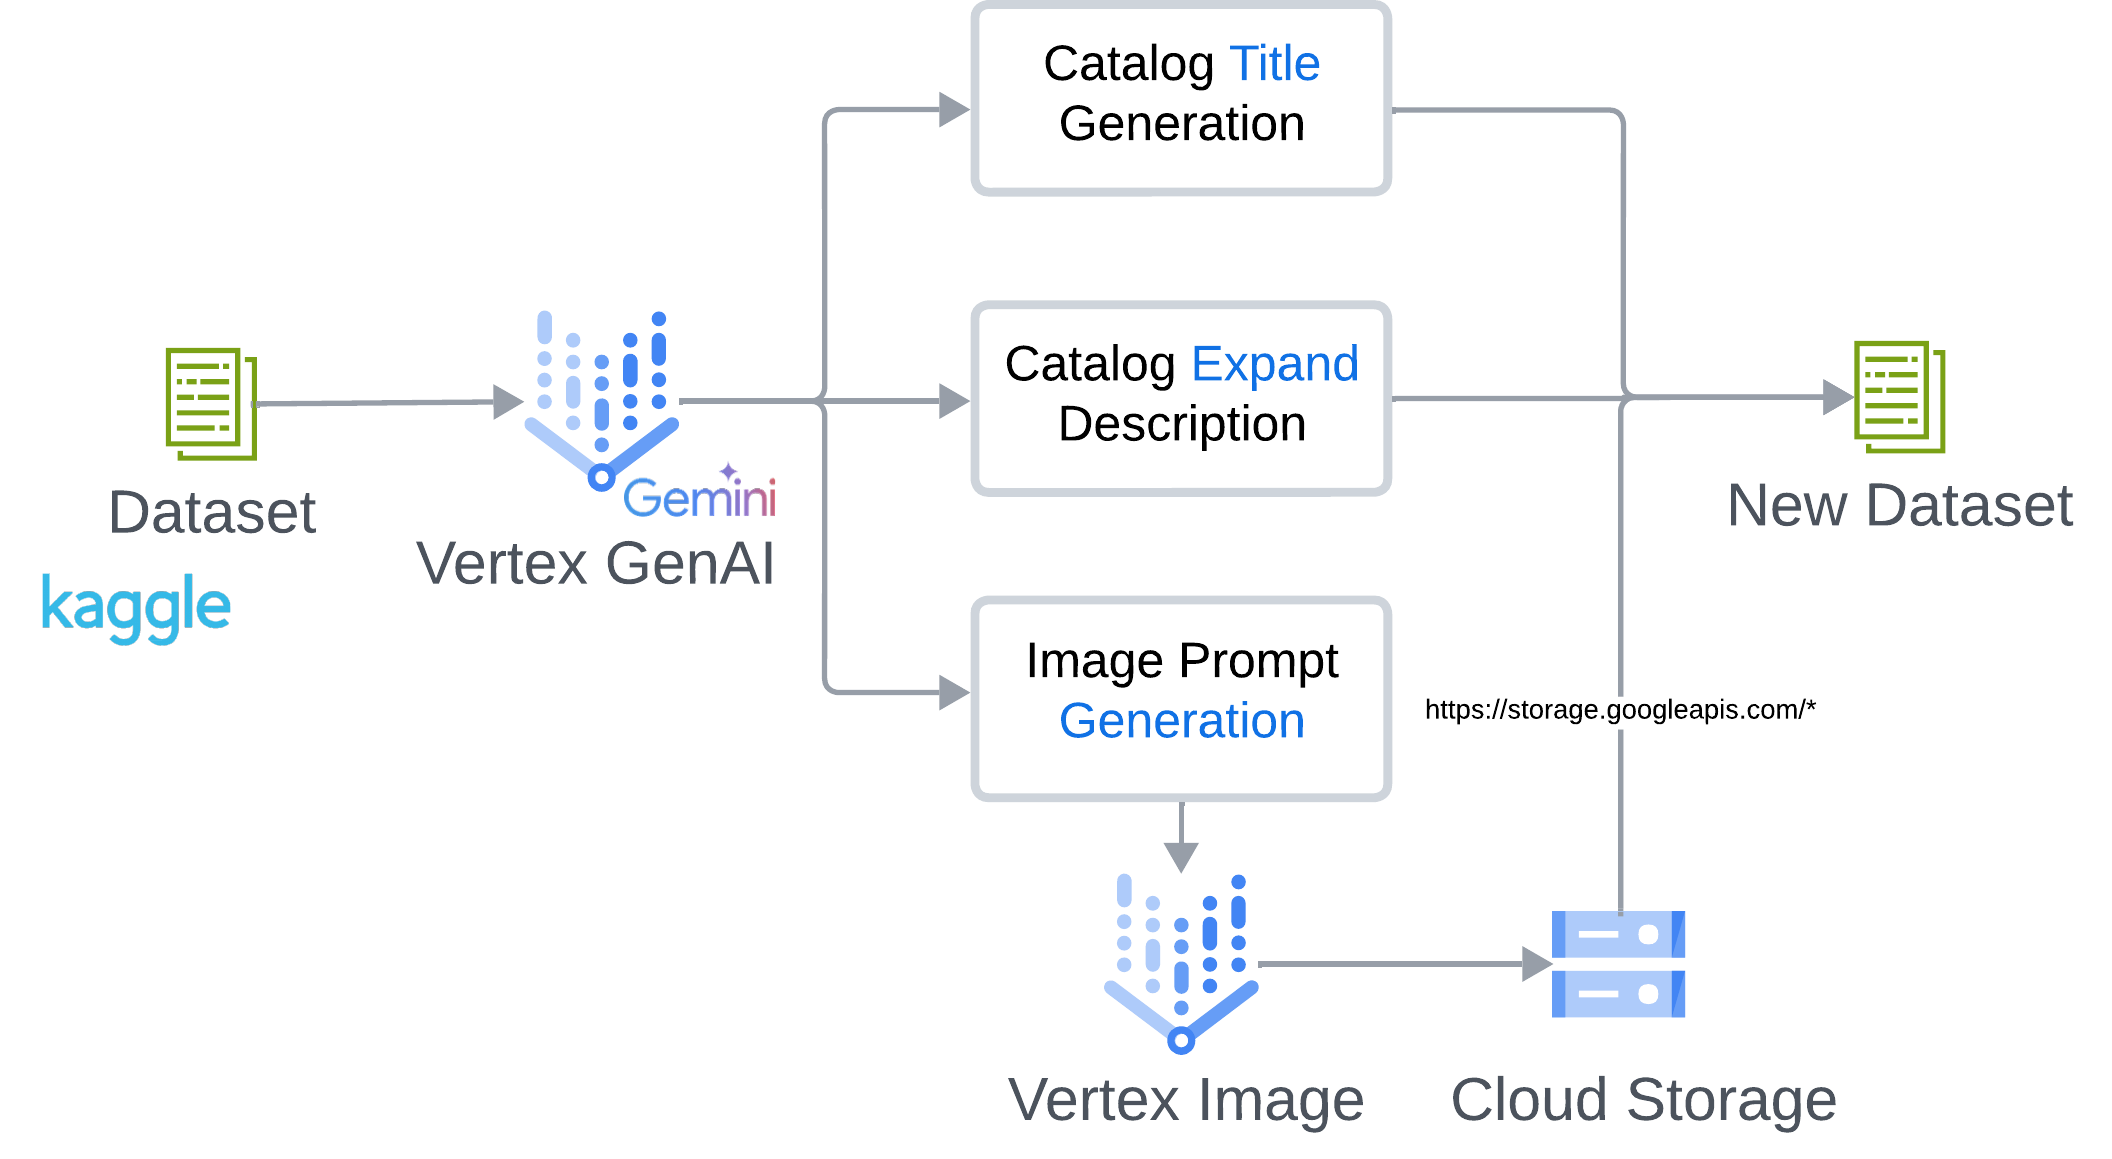 Catalog Title
Generation
Catalog Expand
Description
Dataset
kaggle
Gemini
Vertex GenAI
New Dataset
Image Prompt
Generation
https://storage.googleapis.com/*
Vertex Image
Cloud Storage